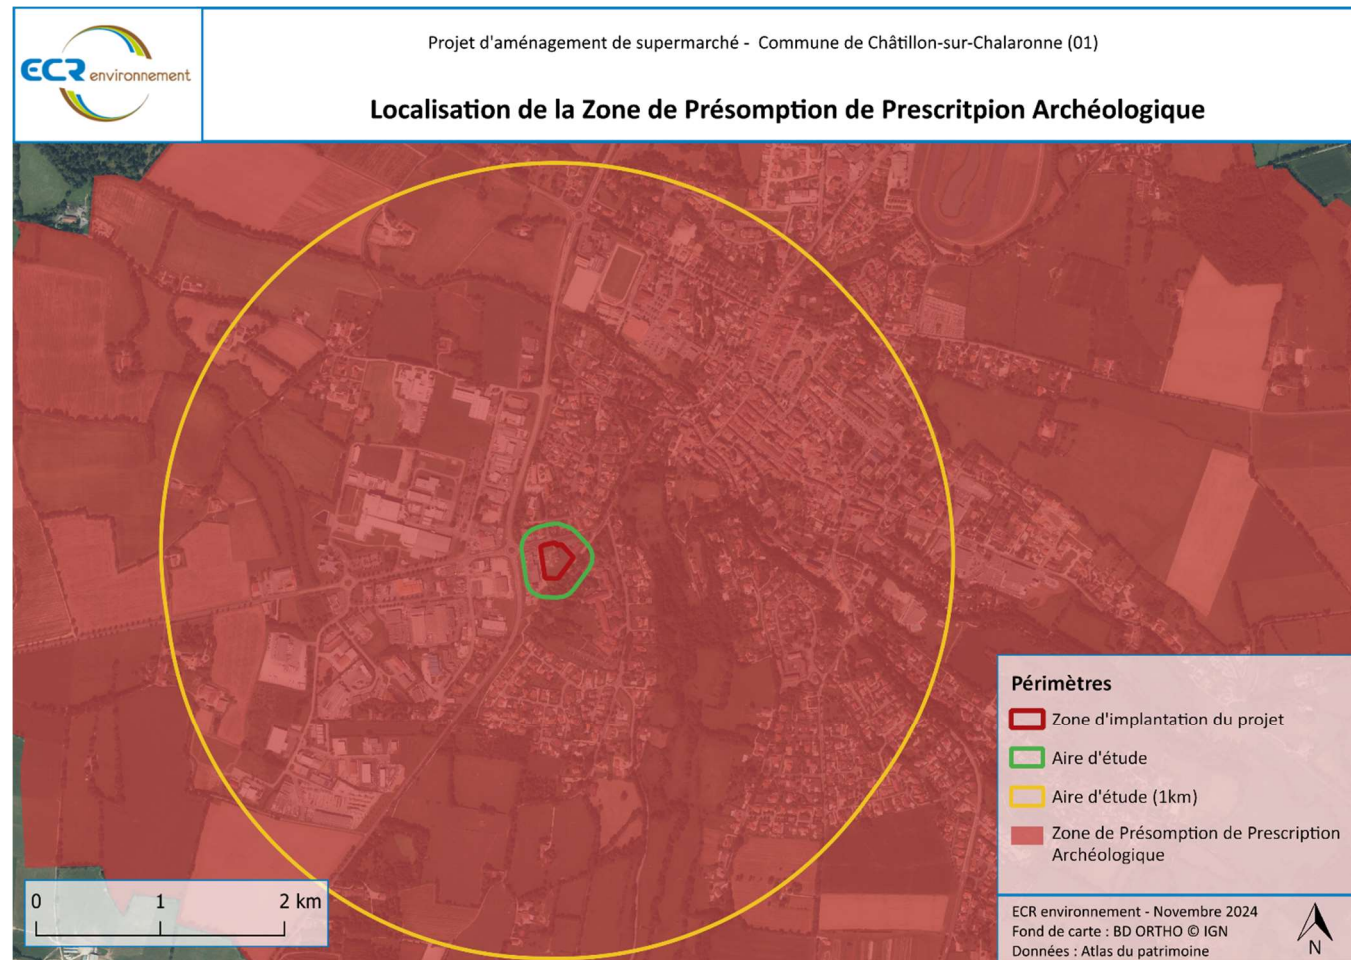 ECR environnement
Projet d'aménagement de supermarché - Commune de Châtillon-sur-Chalaronne (01)
Localisation de la Zone de Présomption de Prescritpion Archéologique
Périmètres
Zone d'implantation du projet
Aire d'étude
Aire d'étude (1km)
Zone de Présomption de Prescription
Archéologique
0 1 2 km
ECR environnement - Novembre 2024
Fond de carte : BD ORTHO © IGN
Données : Atlas du patrimoine
N